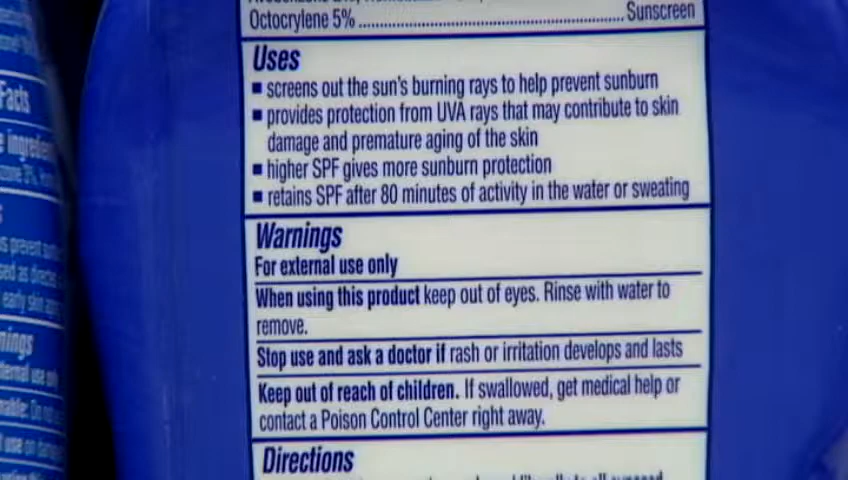 Octocrylene 5% ........ Sunscreen
Uses
▪ screens out the sun's burning rays to help prevent sunburn
▪ provides protection from UVA rays that may contribute to skin
damage and premature aging of the skin
▪ higher SPF gives more sunburn protection
▪ retains SPF after 80 minutes of activity in the water or sweating
Warnings
For external use only
When using this product keep out of eyes. Rinse with water to
remove.
Stop use and ask a doctor if rash or irritation develops and lasts
Keep out of reach of children. If swallowed, get medical help or
contact a Poison Control Center right away.
Directions
Facts